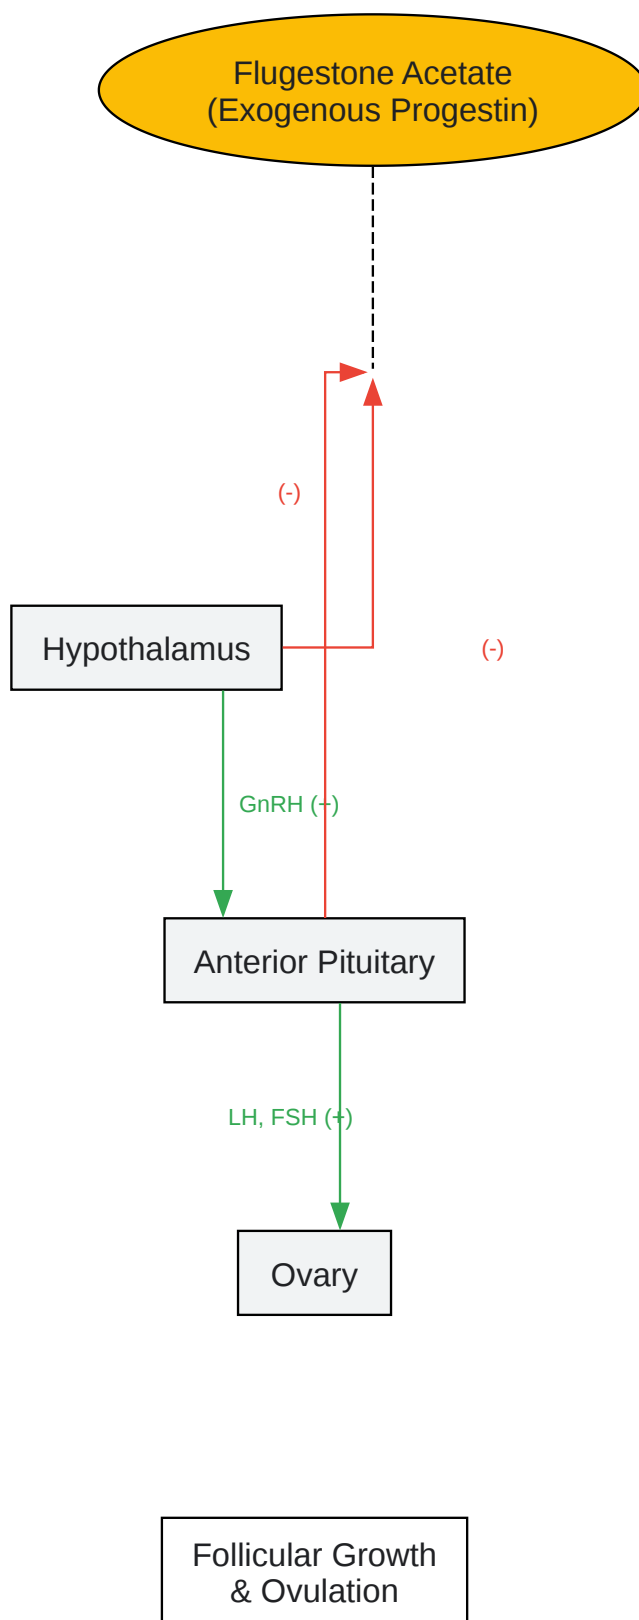 Flugestone Acetate
(Exogenous Progestin)
(-)
Hypothalamus
(-)
GnRH (+)
Anterior Pituitary
LH, FSH (+)
Ovary
Follicular Growth
& Ovulation